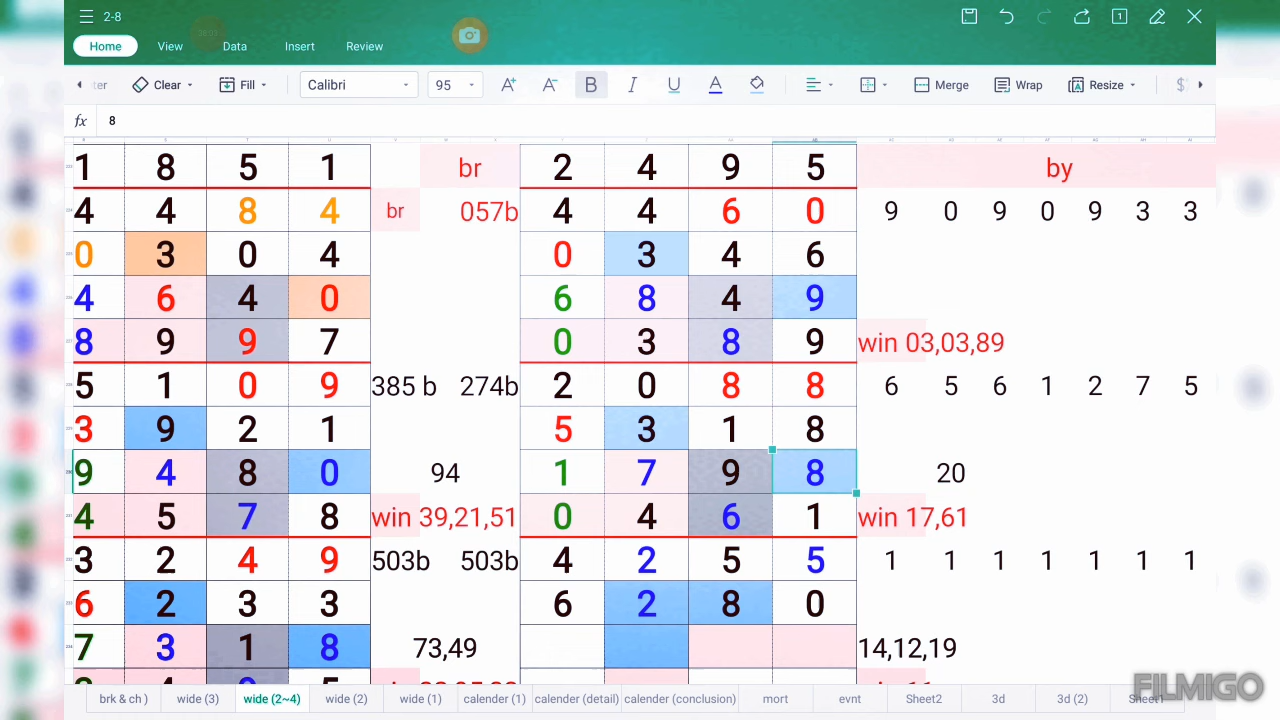 2-8
Home View Data Insert Review
ter Clear Fill Calibri 95 A+ A- B I U A Merge Wrap Resize $
fx 8
1 8 5 1 br 2 4 9 5 by
4 4 8 4 br 057b 4 4 6 0 9 0 9 0 9 3 3
0 3 0 4 0 3 4 6
4 6 4 0 6 8 4 9
8 9 9 7 0 3 8 9 win 03,03,89
5 1 0 9 385 b 274b 2 0 8 8 6 5 6 1 2 7 5
3 9 2 1 5 3 1 8
9 4 8 0 94 1 7 9 8 20
4 5 7 8 win 39,21,51 0 4 6 1 win 17,61
3 2 4 9 503b 503b 4 2 5 5 1 1 1 1 1 1 1
6 2 3 3 6 2 8 0
7 3 1 8 73,49 14,12,19
brk & ch ) wide (3) wide (2~4) wide (2) wide (1) calender (1) calender (detail) calender (conclusion) mort evnt Sheet2 3d 3d (2) Sheet1
FILMIGO